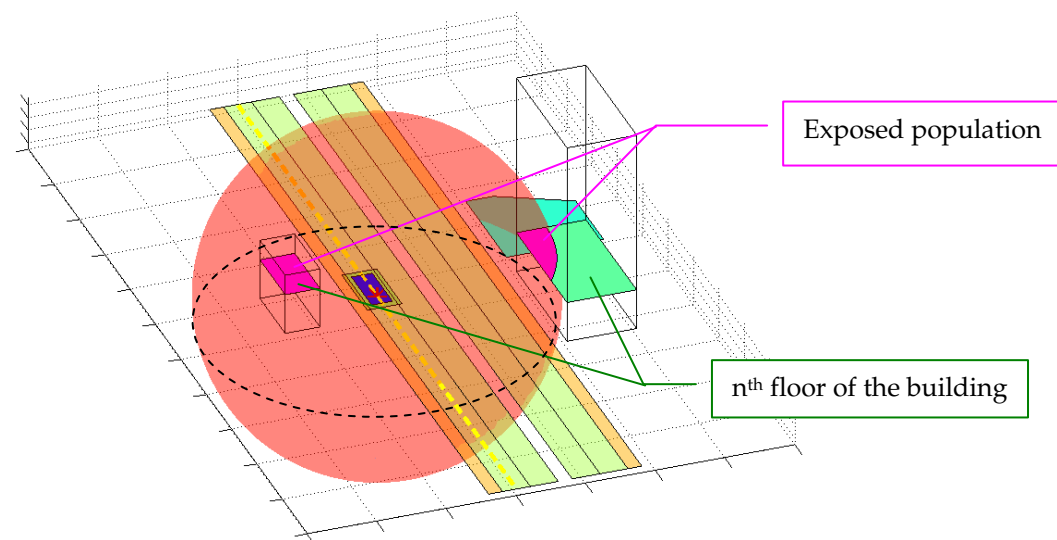 Exposed population
nᵗʰ floor of the building